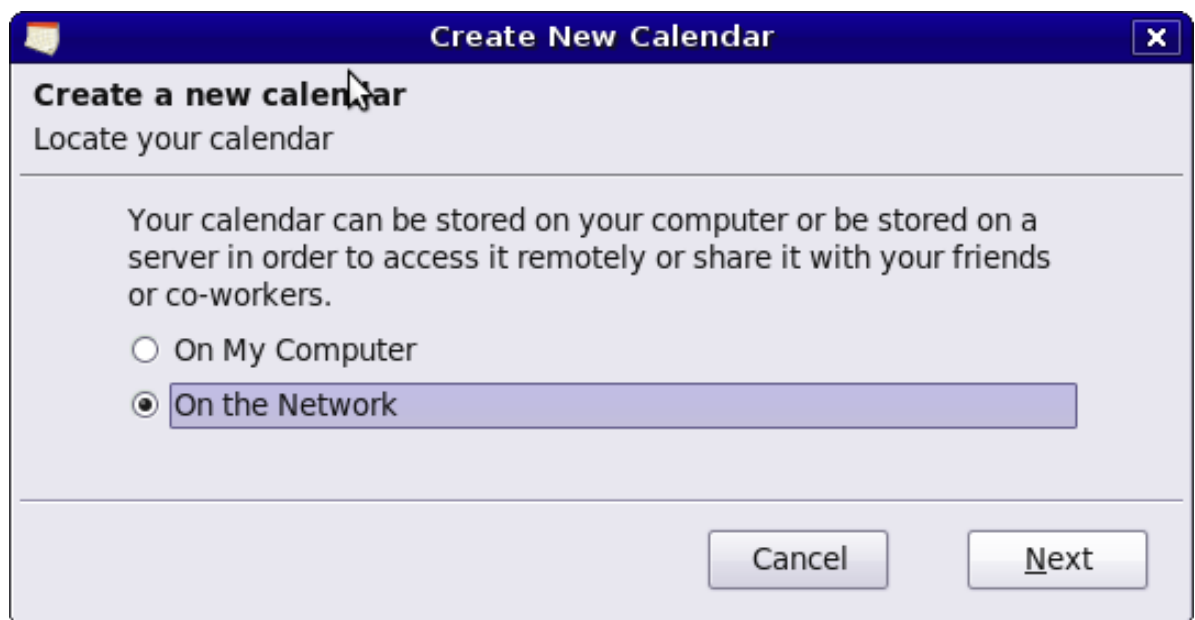 Create New Calendar
Create a new calendar
Locate your calendar
Your calendar can be stored on your computer or be stored on a
server in order to access it remotely or share it with your friends
or co-workers.
On My Computer
On the Network
Cancel
Next